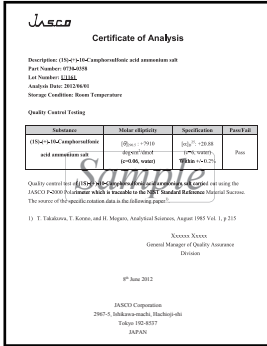 Jasco
Certificate of Analysis
Description: (1S)-(+)-10-Camphorsulfonic acid ammonium salt
Part Number: 0730-0358
Lot Number: U1161
Analysis Date: 2012/06/01
Storage Condition: Room Temperature
Quality Control Testing
Substance Molar ellipticity Specification Pass/Fail
(1S)-(+)-10-Camphorsulfonic +7910 +20.88
acid ammonium salt Pass
(c=0.06, water) Within +/-0.2%
Sample
Quality control test of (1S)-(+)-10-Camphorsulfonic acid ammonium salt carried out using the
JASCO P-2000 Polarimeter which is traceable to the NIST Standard Reference Material Sucrose.
The source of the specific rotation data is the following paper
1) T. Takakuwa, T. Konno, and H. Meguro, Analytical Sciences, August 1985 Vol. 1, p 215
Xxxxxx Xxxxx
General Manager of Quality Assurance
Division
8th June 2012
JASCO Corporation
2967-5, Ishikawa-machi, Hachioji-shi
Tokyo 192-8537
JAPAN